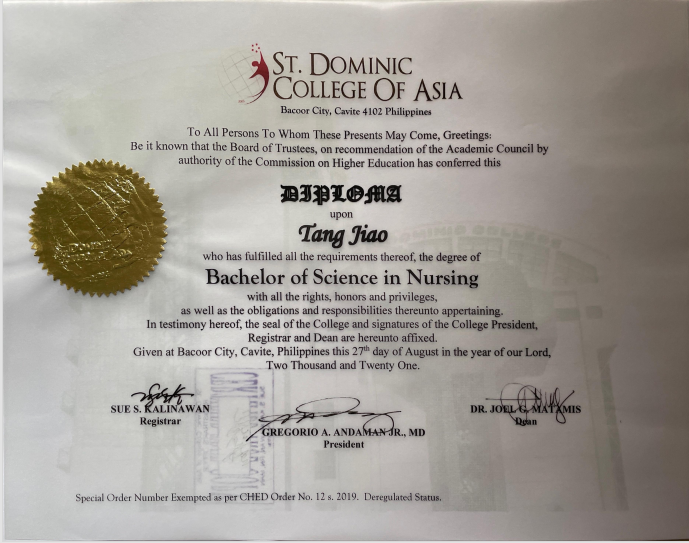 ST. DOMINIC
COLLEGE OF ASIA
Bacoor City, Cavite 4102 Philippines
To All Persons To Whom These Presents May Come, Greetings:
Be it known that the Board of Trustees, on recommendation of the Academic Council by
authority of the Commission on Higher Education has conferred this
DIPLOMA
upon
Tang Jiao
who has fulfilled all the requirements thereof, the degree of
Bachelor of Science in Nursing
with all the rights, honors and privileges,
as well as the obligations and responsibilities thereunto appertaining.
In testimony hereof, the seal of the College and signatures of the College President,
Registrar and Dean are hereunto affixed.
Given at Bacoor City, Cavite, Philippines this 27th day of August in the year of our Lord,
Two Thousand and Twenty One.
SUE S. KALINAWAN
Registrar
GREGORIO A. ANDAMAN JR., MD
President
DR. JOEL G. MATAMIS
Dean
Special Order Number Exempted as per CHED Order No. 12 s. 2019. Deregulated Status.